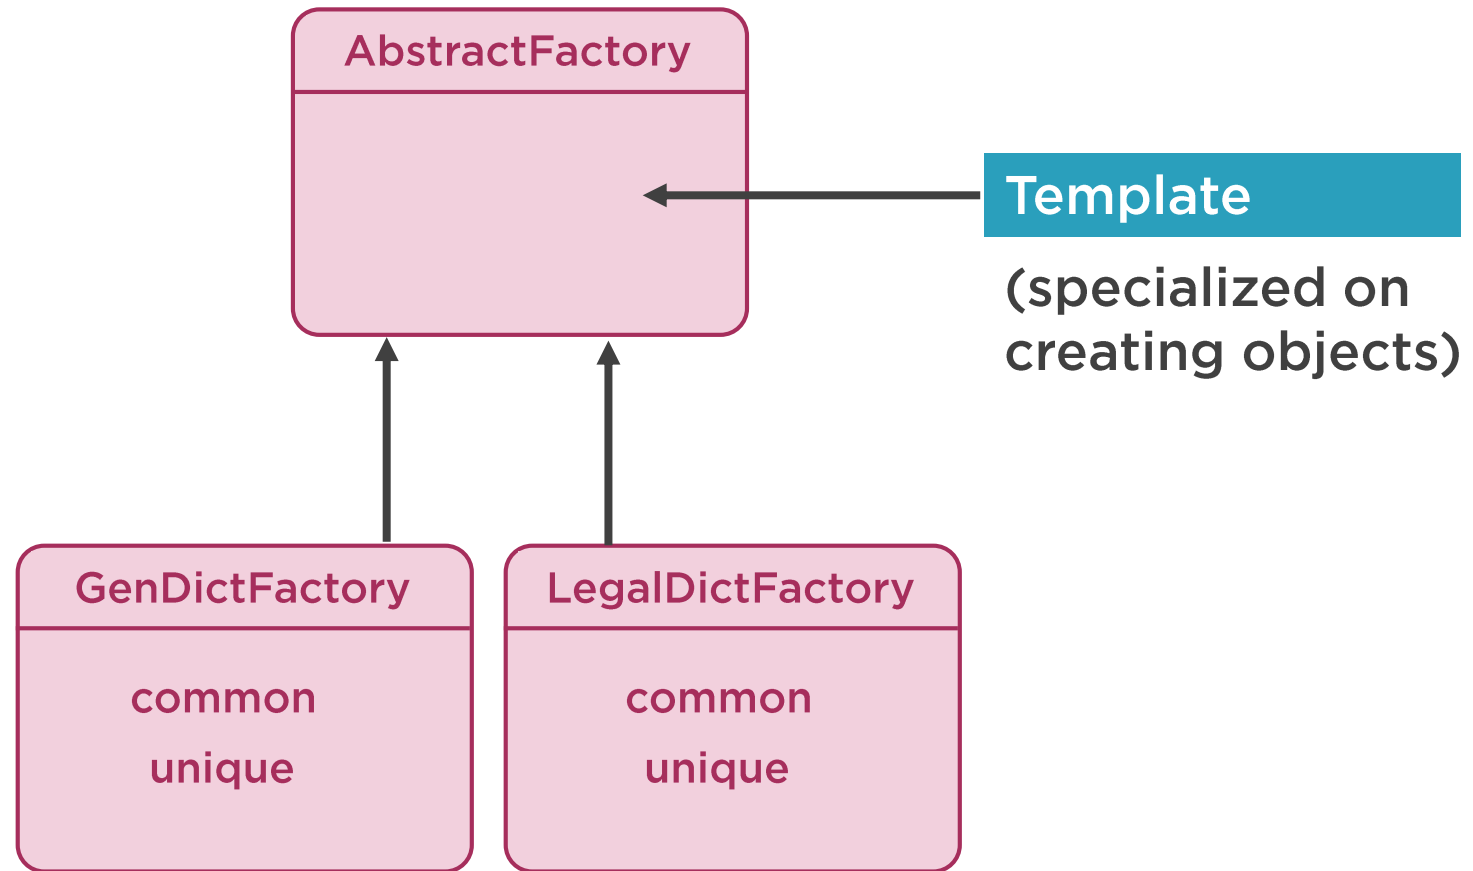 AbstractFactory
Template
(specialized on
creating objects)
GenDictFactory
common
unique
LegalDictFactory
common
unique